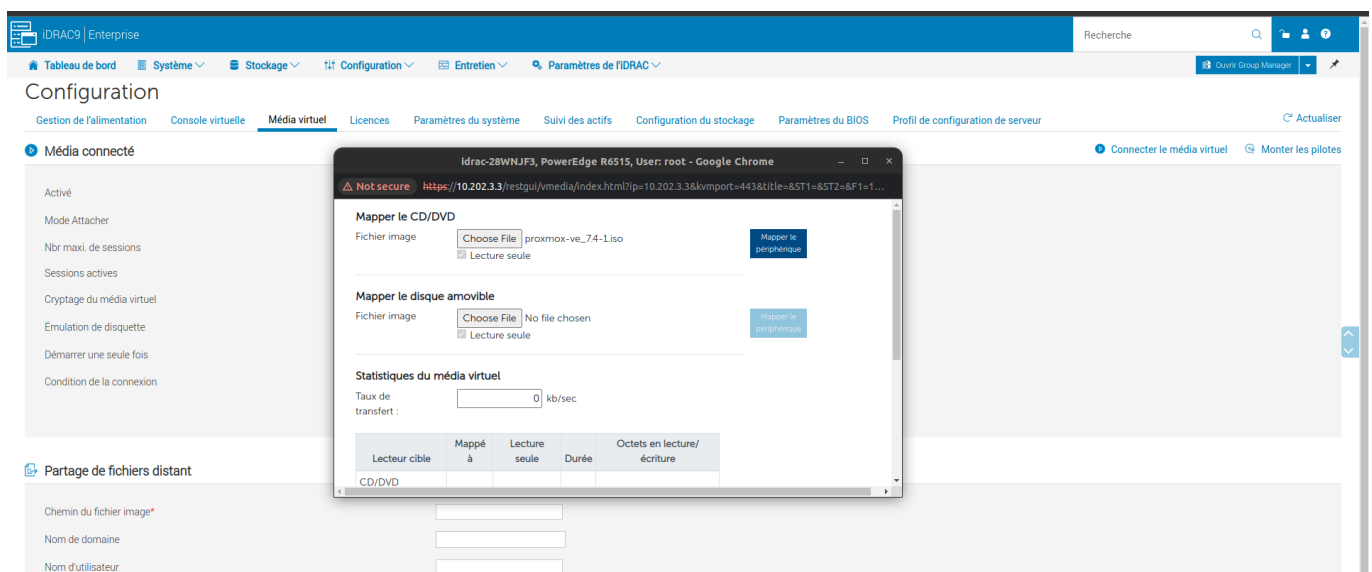 iDRAC9 | Enterprise
Recherche
Tableau de bord Système Stockage Configuration Entretien Paramètres de l'iDRAC
Ouvrir Group Manager
Configuration
Gestion de l'alimentation Console virtuelle Média virtuel Licences Paramètres du système Suivi des actifs Configuration du stockage Paramètres du BIOS Profil de configuration de serveur
Actualiser
Média connecté
Connecter le média virtuel Monter les pilotes
Activé
Mode Attacher
Nbr maxi. de sessions
Sessions actives
Cryptage du média virtuel
Émulation de disquette
Démarrer une seule fois
Condition de la connexion
idrac-28WNJF3, PowerEdge R6515, User: root - Google Chrome
Not secure https://10.202.3.3/restgui/vmedia/index.html?ip=10.202.3.3&kvmport=443&title=&ST1=&ST2=&F1=1...
Mapper le CD/DVD
Fichier image Choose File proxmox-ve_7.4-1.iso
Mapper le
périphérique
Lecture seule
Mapper le disque amovible
Fichier image Choose File No file chosen
Mapper le
périphérique
Lecture seule
Statistiques du média virtuel
Taux de
transfert :
0 kb/sec
Lecteur cible
Mappé
à
Lecture
seule
Durée
Octets en lecture/
écriture
CD/DVD
Partage de fichiers distant
Chemin du fichier image*
Nom de domaine
Nom d'utilisateur